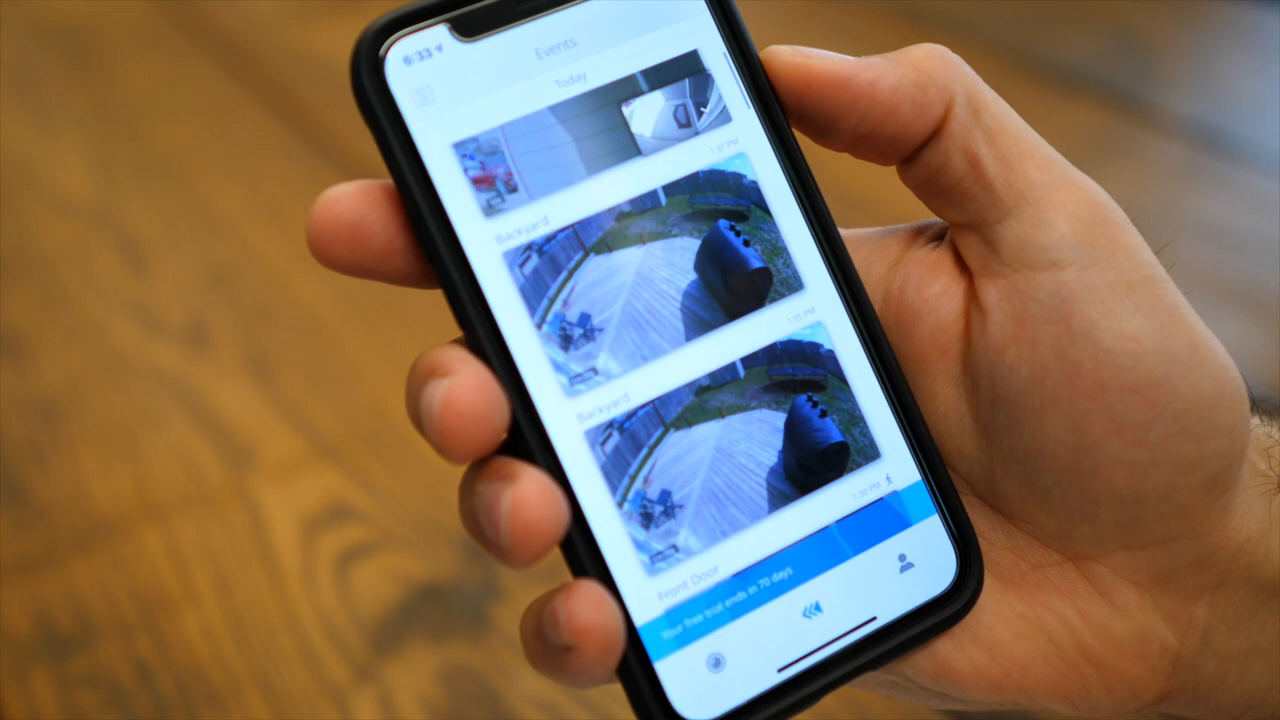 6:33
Events
Today
1:37 PM
Backyard
1:35 PM
Backyard
1:30 PM
Front Door
Your free trial ends in 70 days